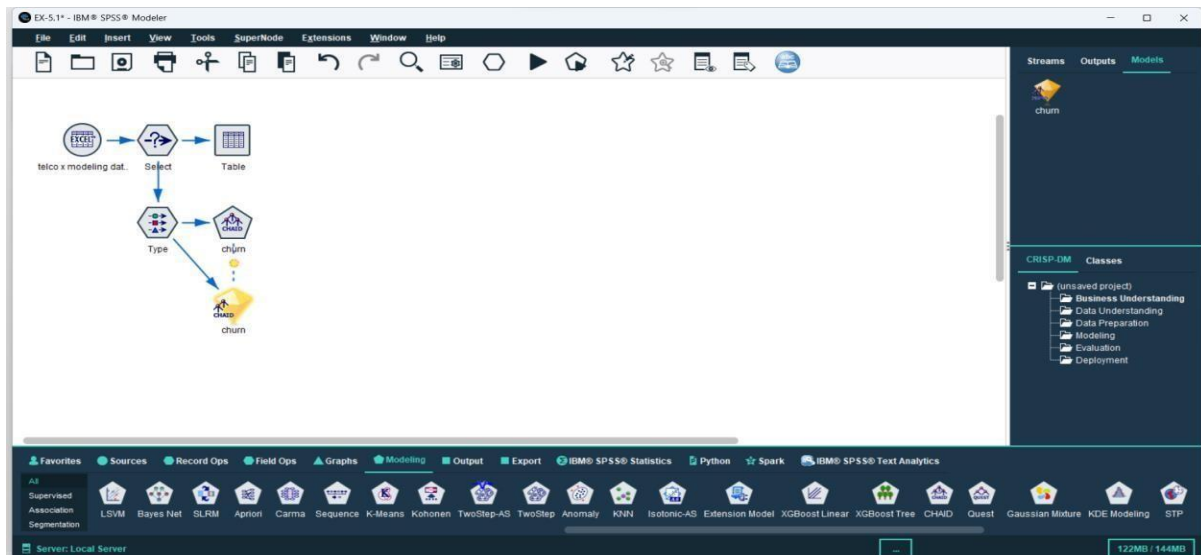 EX-5.1* - IBM® SPSS® Modeler
File Edit Insert View Tools SuperNode Extensions Window Help
Streams Outputs Models
churn
EXCEL
telco x modeling dat.. Select Table
CHAID
Type churn
CHAID
churn
CRISP-DM Classes
(unsaved project)
Business Understanding
Data Understanding
Data Preparation
Modeling
Evaluation
Deployment
Favorites Sources Record Ops Field Ops Graphs Modeling Output Export IBM® SPSS® Statistics Python Spark IBM® SPSS® Text Analytics
All
Supervised
Association
Segmentation
LSVM Bayes Net SLRM Apriori Carma Sequence K-Means Kohonen TwoStep-AS TwoStep Anomaly KNN Isotonic-AS Extension Model XGBoost Linear XGBoost Tree CHAID Quest Gaussian Mixture KDE Modeling STP
Server: Local Server ... 122MB / 144MB